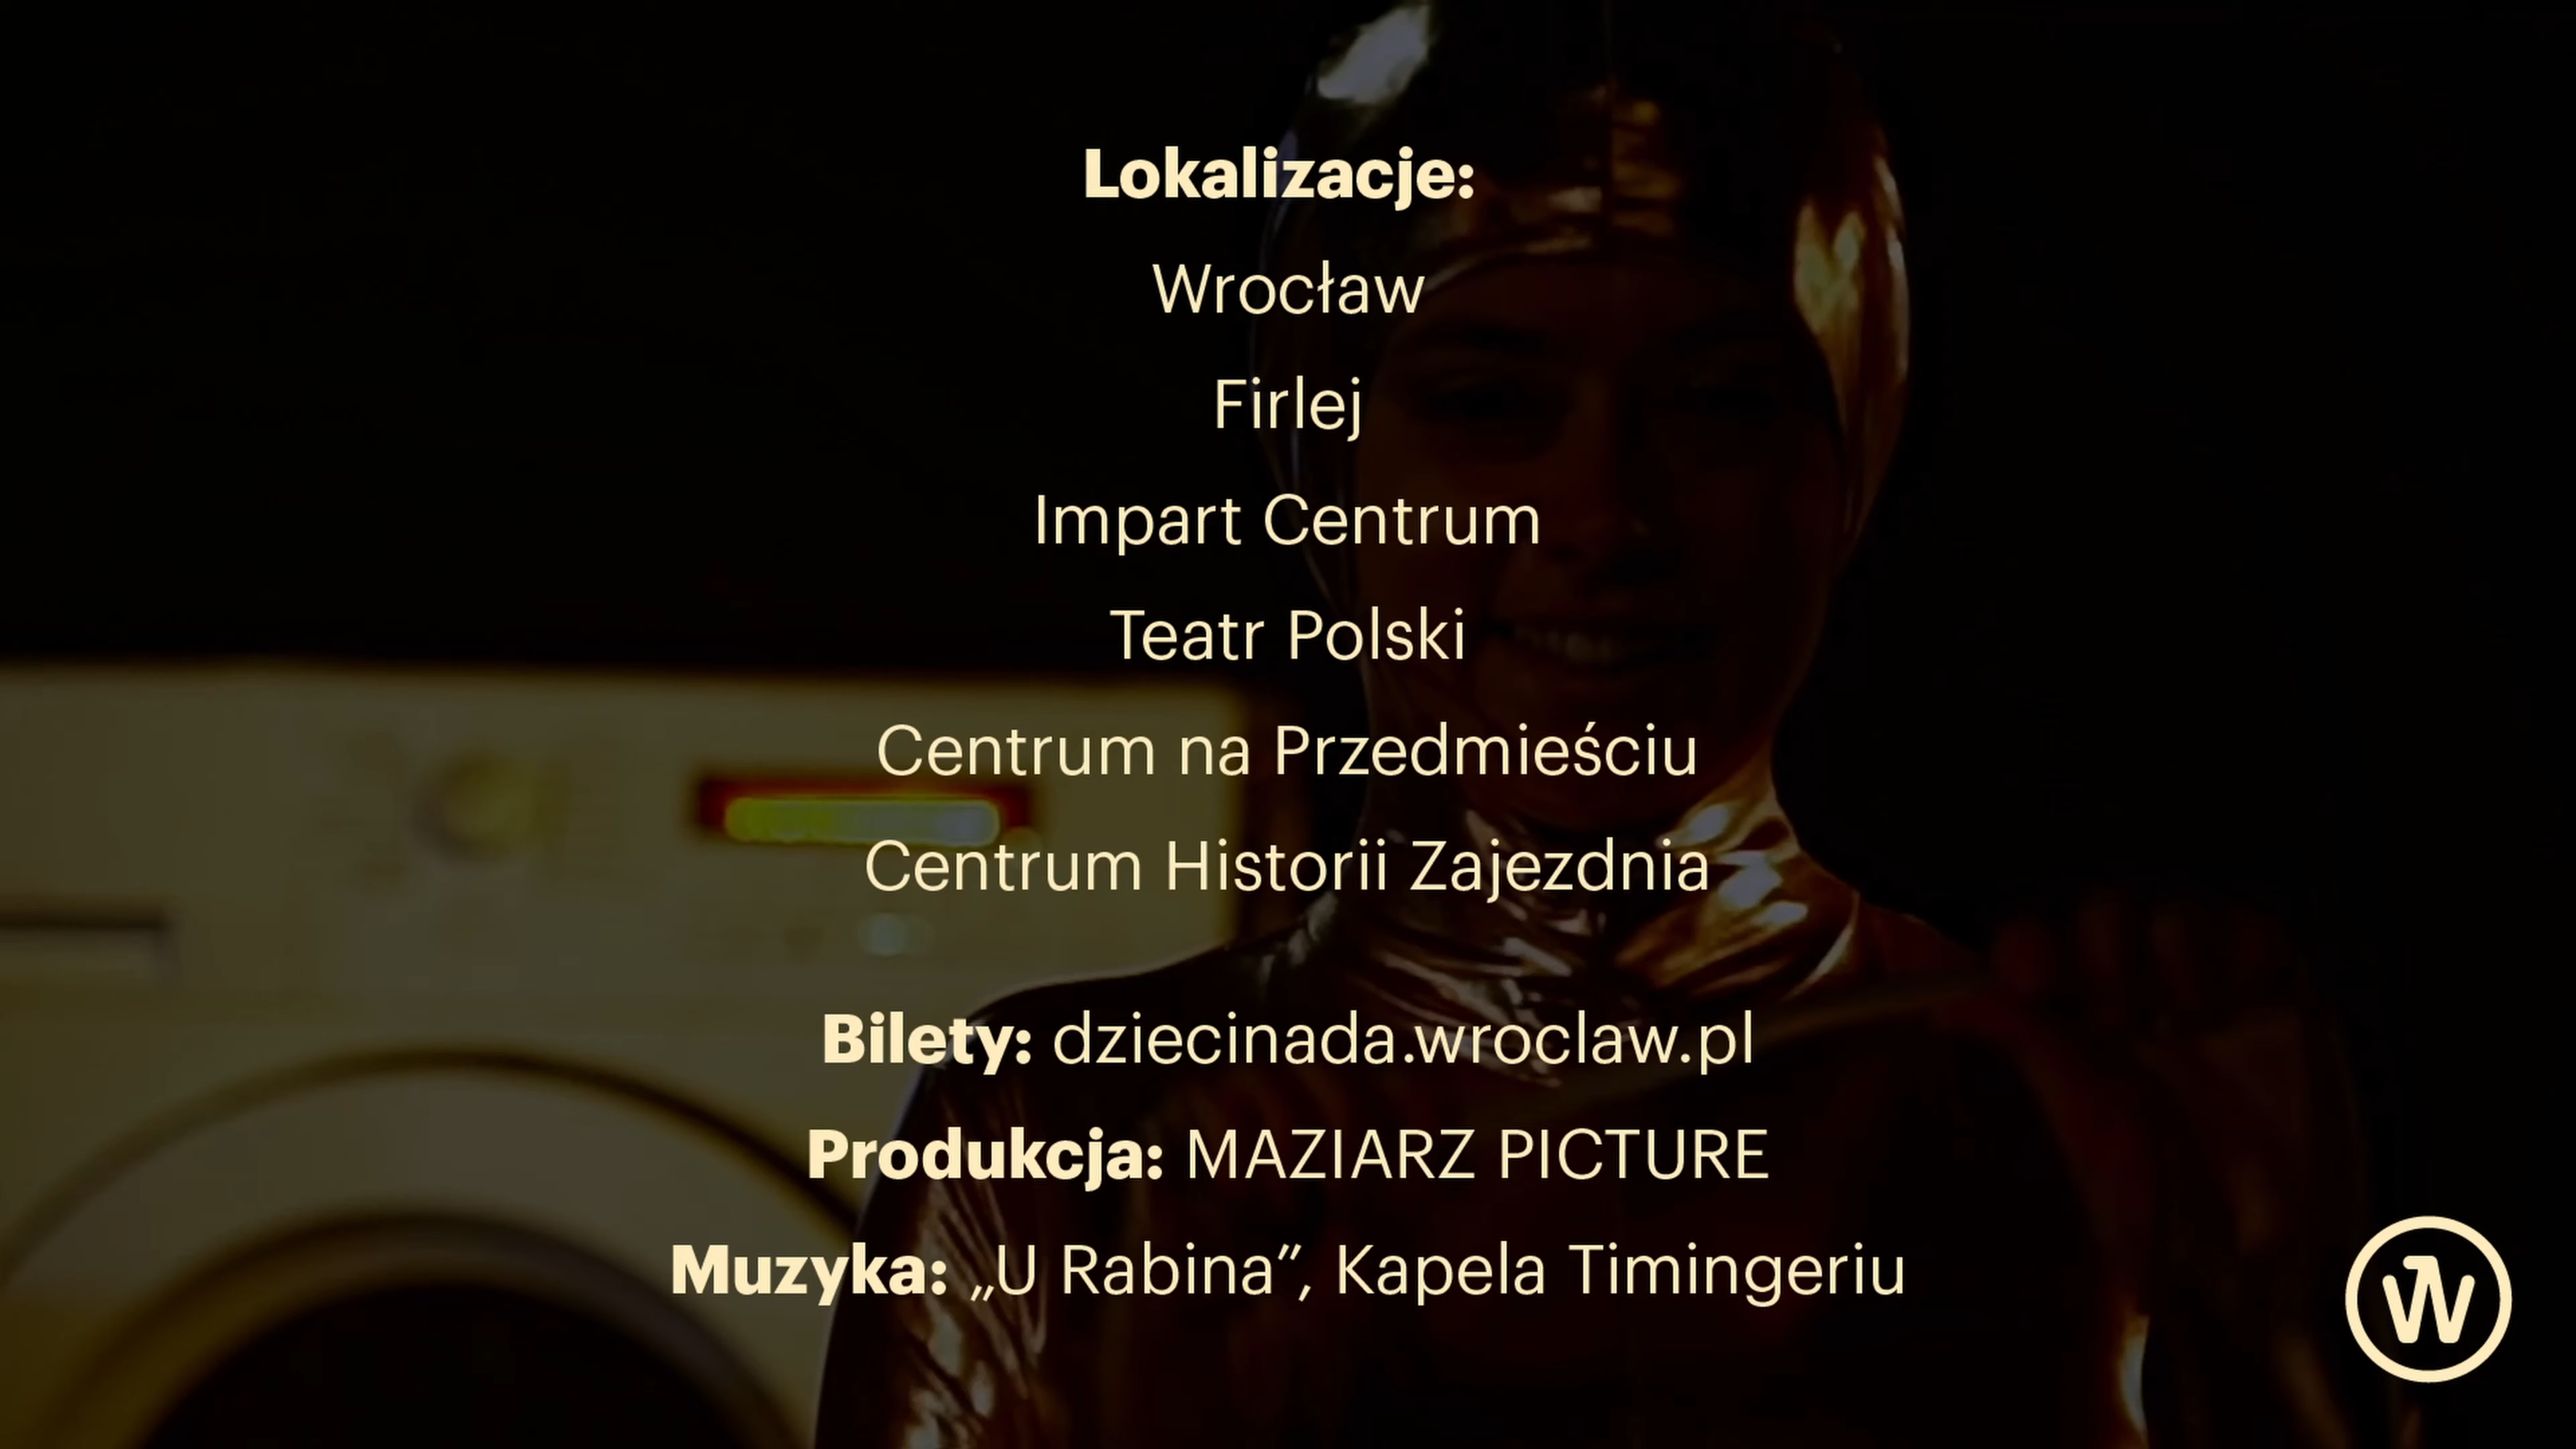 Lokalizacje:
Wrocław
Firlej
Impart Centrum
Teatr Polski
Centrum na Przedmieściu
Centrum Historii Zajezdnia
Bilety: dziecinada.wroclaw.pl
Produkcja: MAZIARZ PICTURE
Muzyka: „U Rabina”, Kapela Timingeriu
W